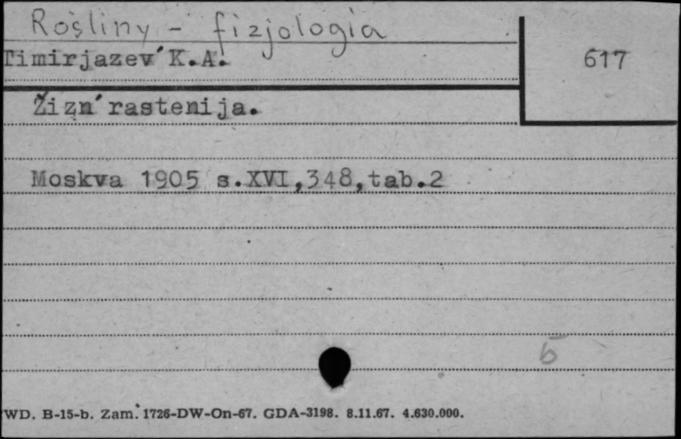 Rośliny - fizjologia
Timirjazev´K.A.
617
Žizn´rastenija.
Moskva 1905 s.XVI,348,tab.2
5
WD. B-15-b. Zam. 1726-DW-On-67. GDA-3198. 8.11.67. 4.630.000.